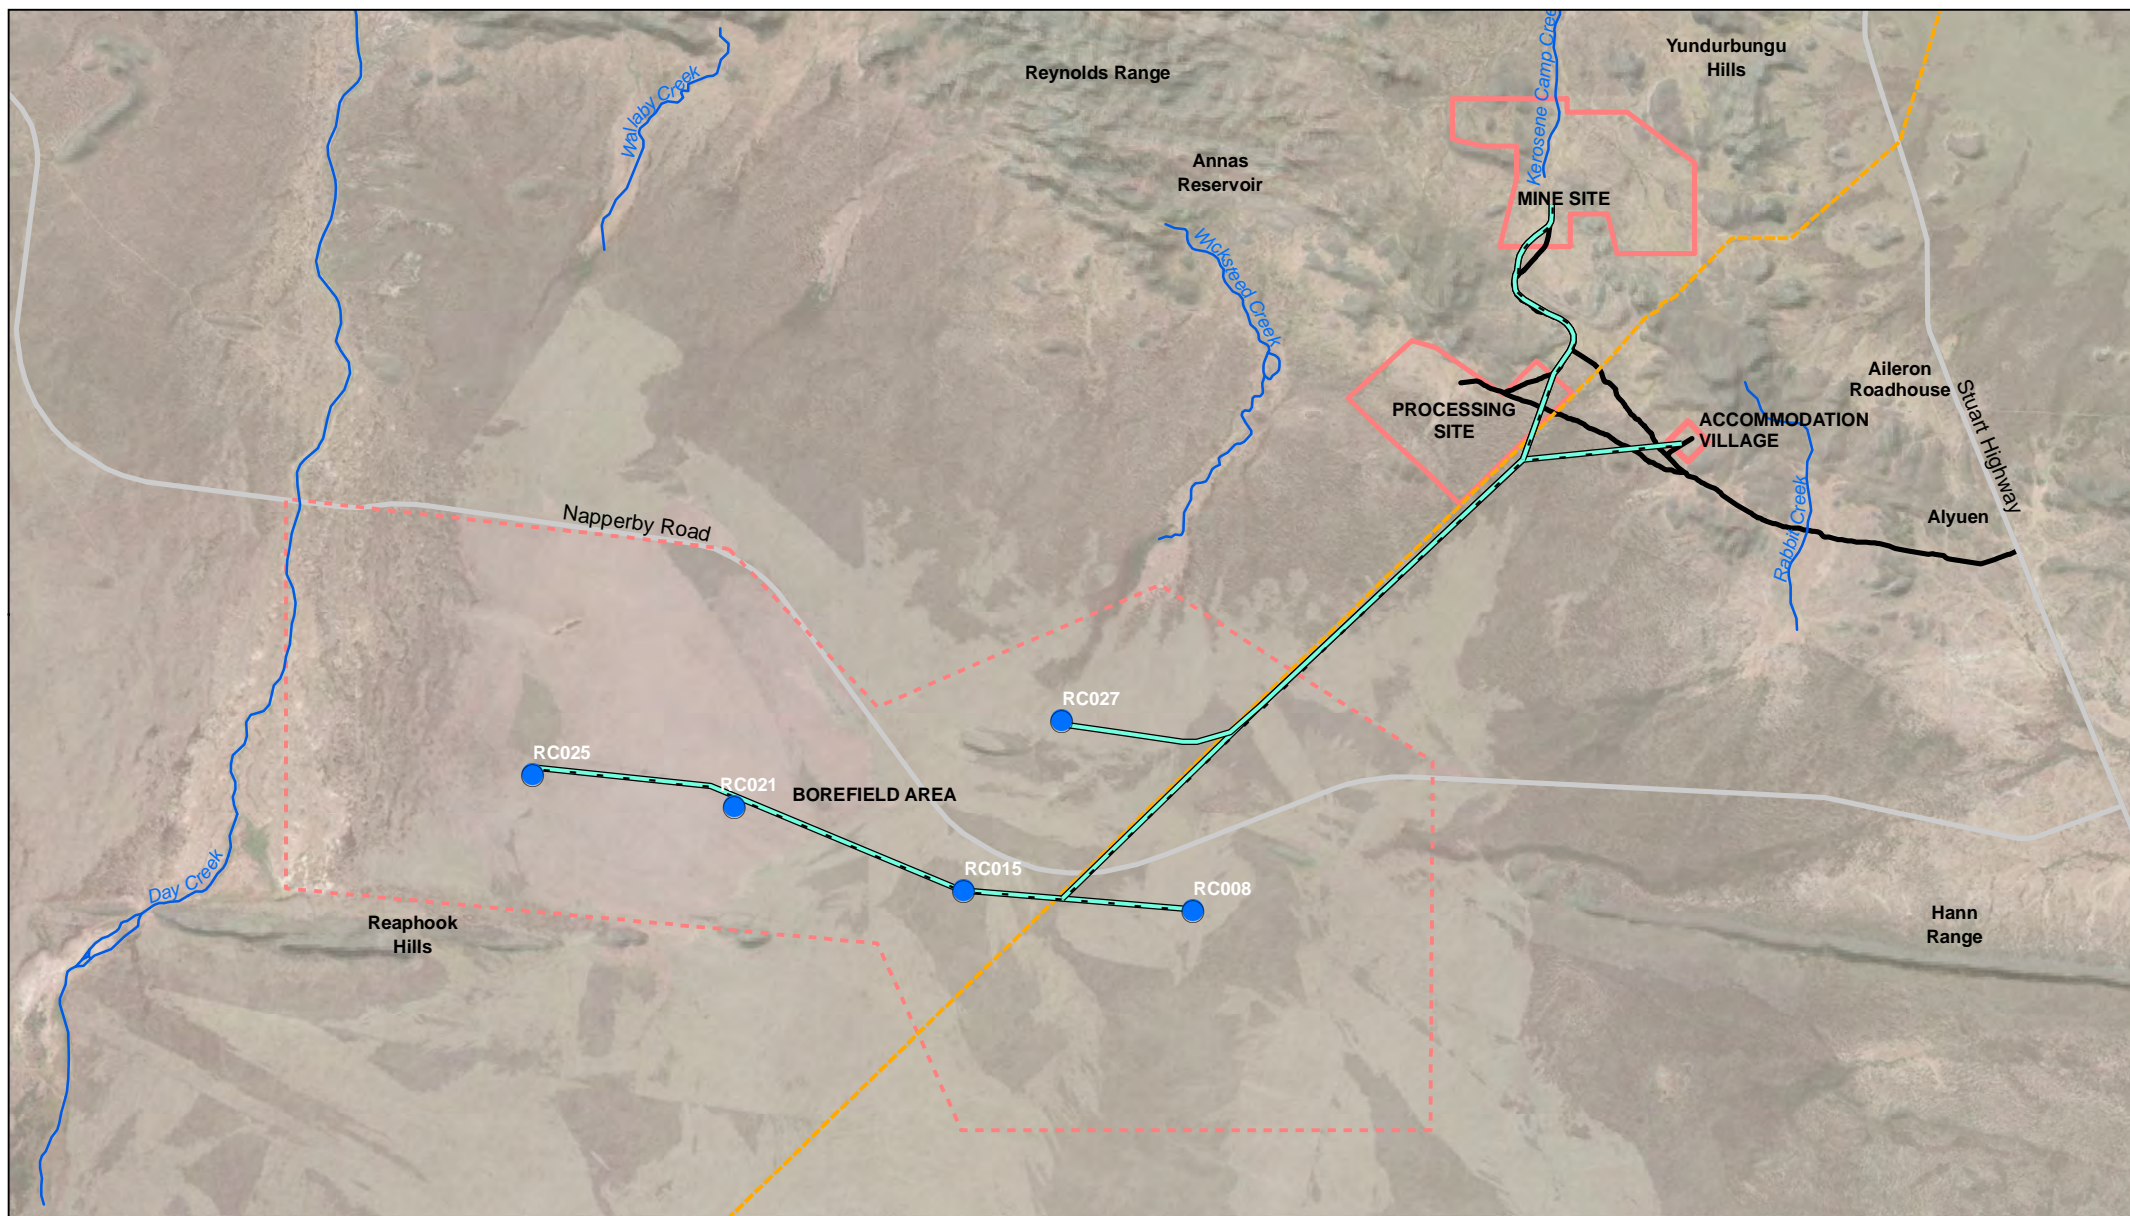 Kerosene Camp Cree
Yundurbungu
Hills
Reynolds Range
Wallaby Creek
Annas
Reservoir
MINE SITE
Wicksteed Creek
Aileron
Roadhouse
Stuart Highway
PROCESSING
SITE
ACCOMMODATION
VILLAGE
Rabbit Creek
Alyuen
Napperby Road
RC027
RC025
RC021
BOREFIELD AREA
RC015
RC008
Day Creek
Reaphook
Hills
Hann
Range